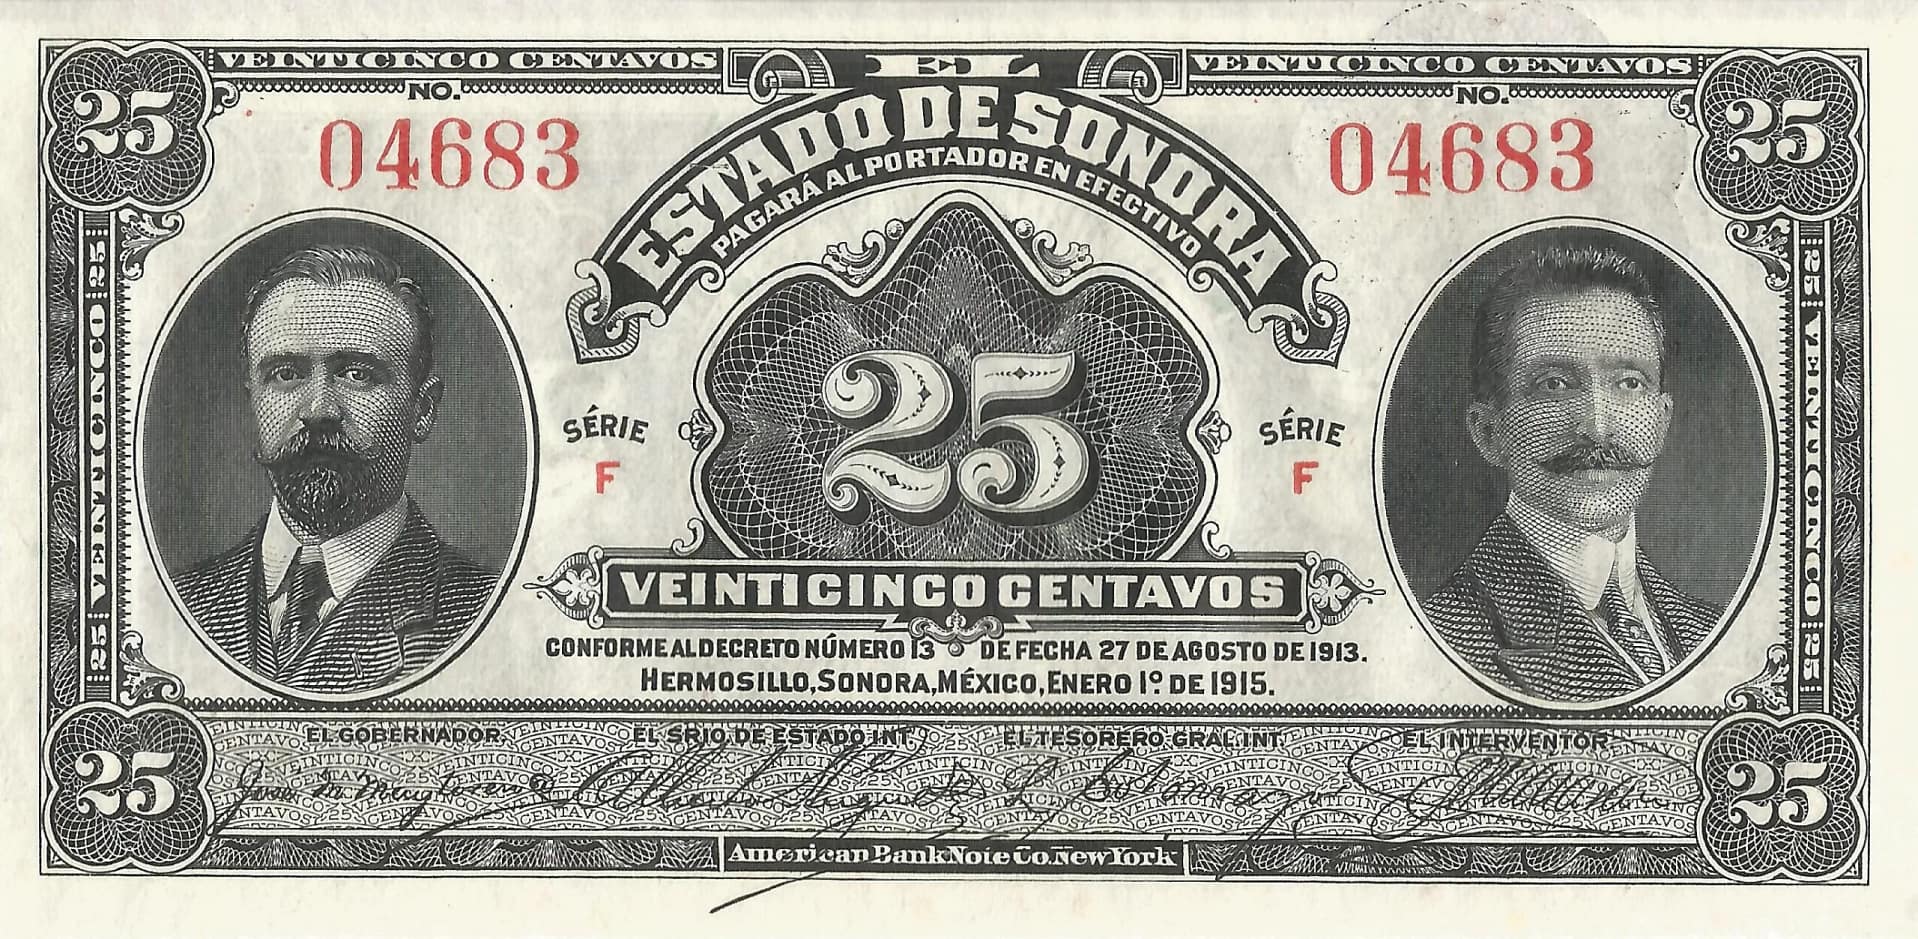 VEINTICINCO CENTAVOS EL VEINTICINCO CENTAVOS
25 NO. NO. 25
04683 ESTADO DE SONORA 04683
PAGARÁ AL PORTADOR EN EFECTIVO
25 VEINTICINCO 25
25 VEINTICINCO 25
SÉRIE 25 SÉRIE
F F
VEINTICINCO CENTAVOS
CONFORME AL DECRETO NÚMERO 13 DE FECHA 27 DE AGOSTO DE 1913.
HERMOSILLO, SONORA, MÉXICO, ENERO 1º DE 1915.
EL GOBERNADOR. EL SRIO. DE ESTADO INT. EL TESORERO GRAL. INT. EL INTERVENTOR.
25 25
American Bank Note Co. New York